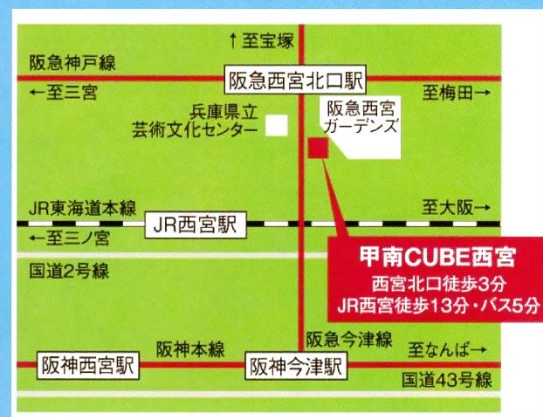 ↑至宝塚
阪急神戸線
阪急西宮北口駅
←至三宮
至梅田→
兵庫県立
芸術文化センター
阪急西宮
ガーデンズ
JR東海道本線
至大阪→
JR西宮駅
←至三ノ宮
甲南CUBE西宮
西宮北口徒歩3分
JR西宮徒歩13分・バス5分
国道2号線
阪急今津線
阪神本線
至なんば→
阪神西宮駅
阪神今津駅
国道43号線